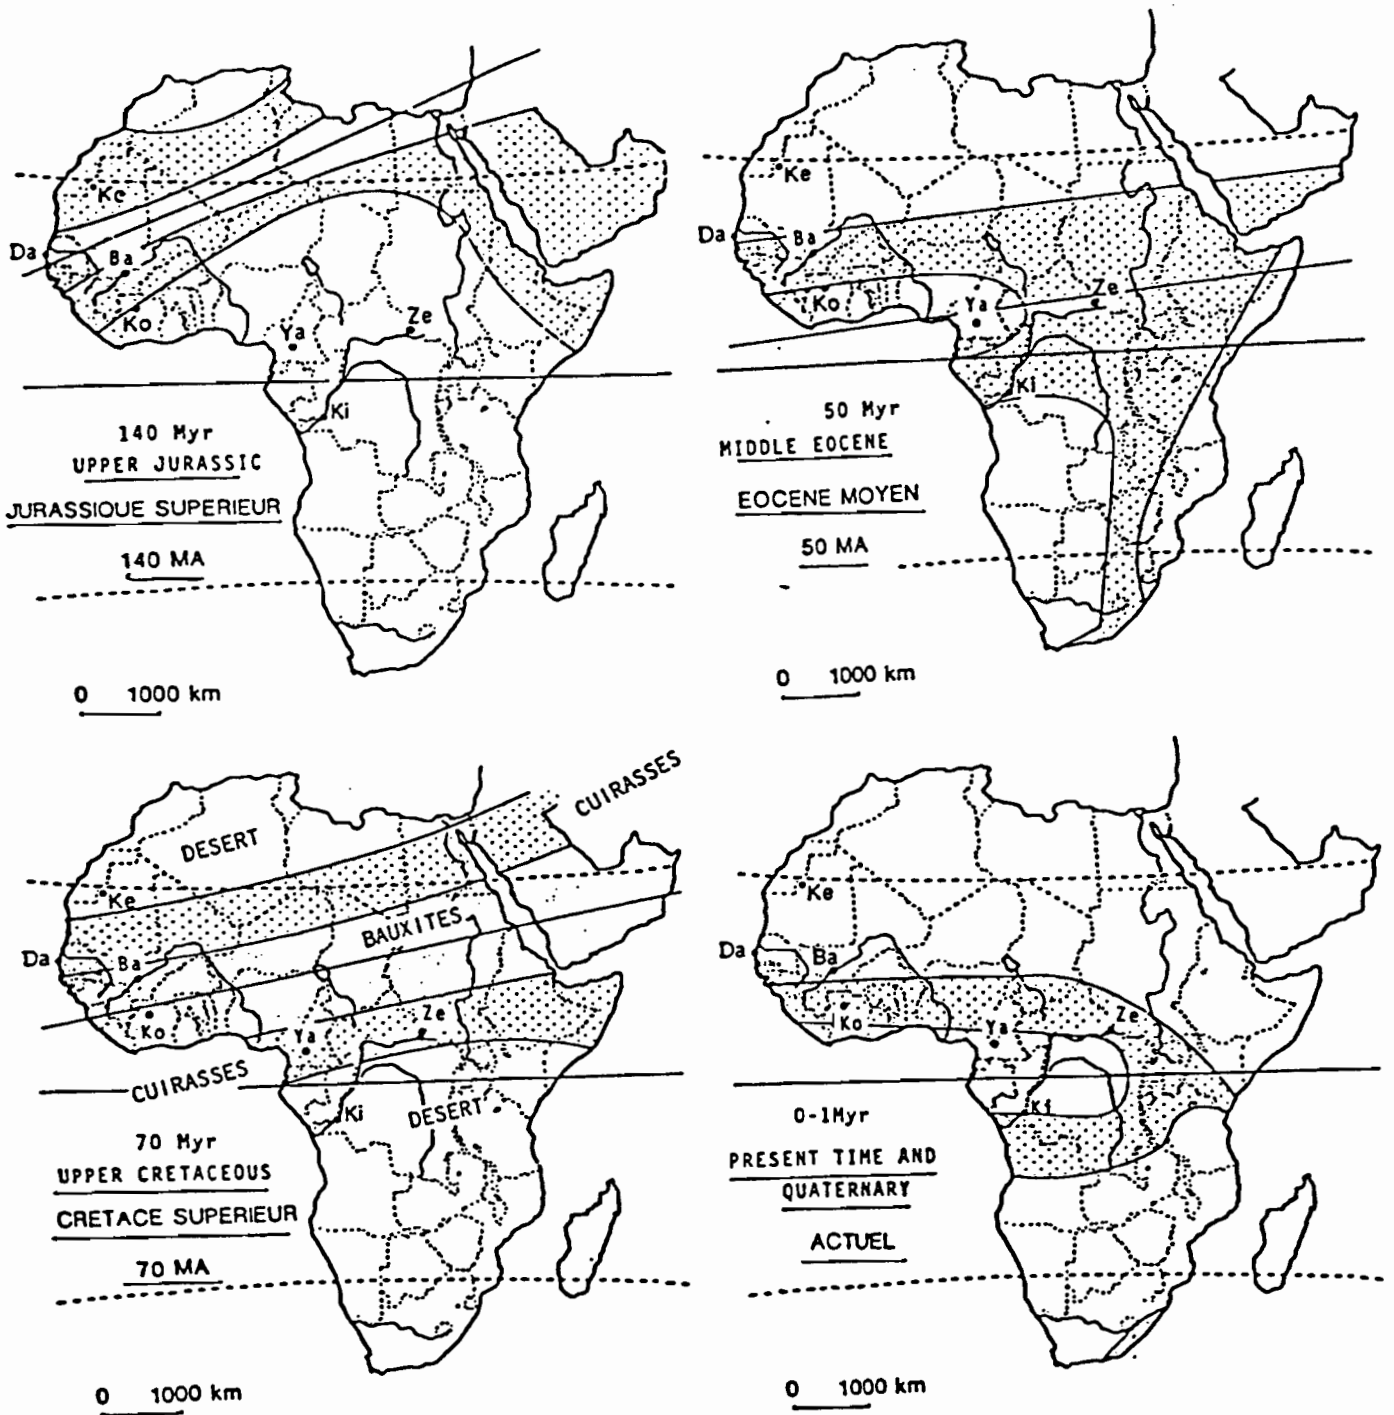 Ke
Da
Ba
Ko
Ya
Ze
Ki
140 Myr
UPPER JURASSIC
JURASSIQUE SUPERIEUR
140 MA
0 1000 km
Ke
Da
Ba
Ko
Ya
Ze
Ki
50 Myr
MIDDLE EOCENE
EOCENE MOYEN
50 MA
0 1000 km
CUIRASSES
DESERT
Ke
BAUXITES
Da
Ba
Ko
Ya
Ze
CUIRASSES
Ki
DESERT
70 Myr
UPPER CRETACEOUS
CRETACE SUPERIEUR
70 MA
0 1000 km
Ke
Da
Ba
Ko
Ya
Ze
Ki
0-1Myr
PRESENT TIME AND
QUATERNARY
ACTUEL
0 1000 km